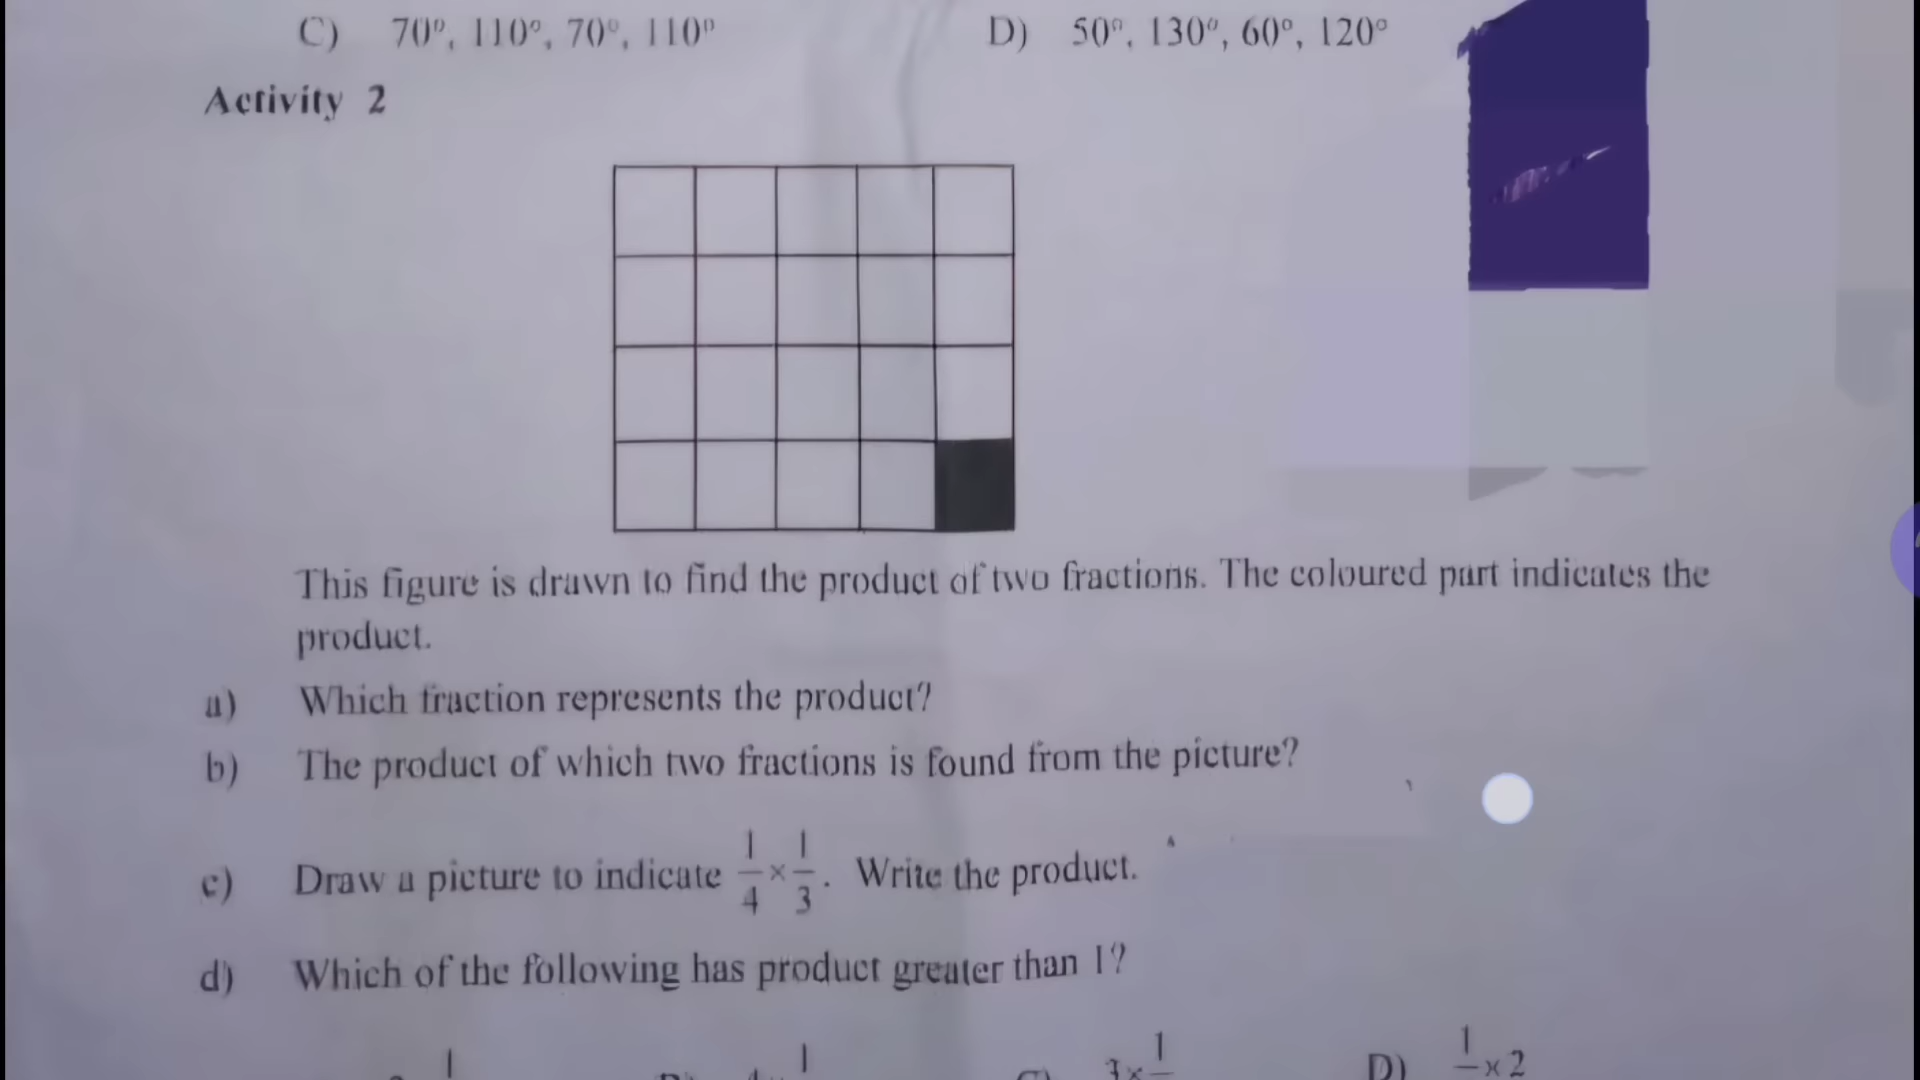 C) 70°, 110°, 70°, 110° D) 50°, 130°, 60°, 120°
Activity 2
This figure is drawn to find the product of two fractions. The coloured part indicates the
product.
a) Which fraction represents the product?
b) The product of which two fractions is found from the picture?
c) Draw a picture to indicate 1/4 × 1/3. Write the product.
d) Which of the following has product greater than 1?
D) 1 × 2